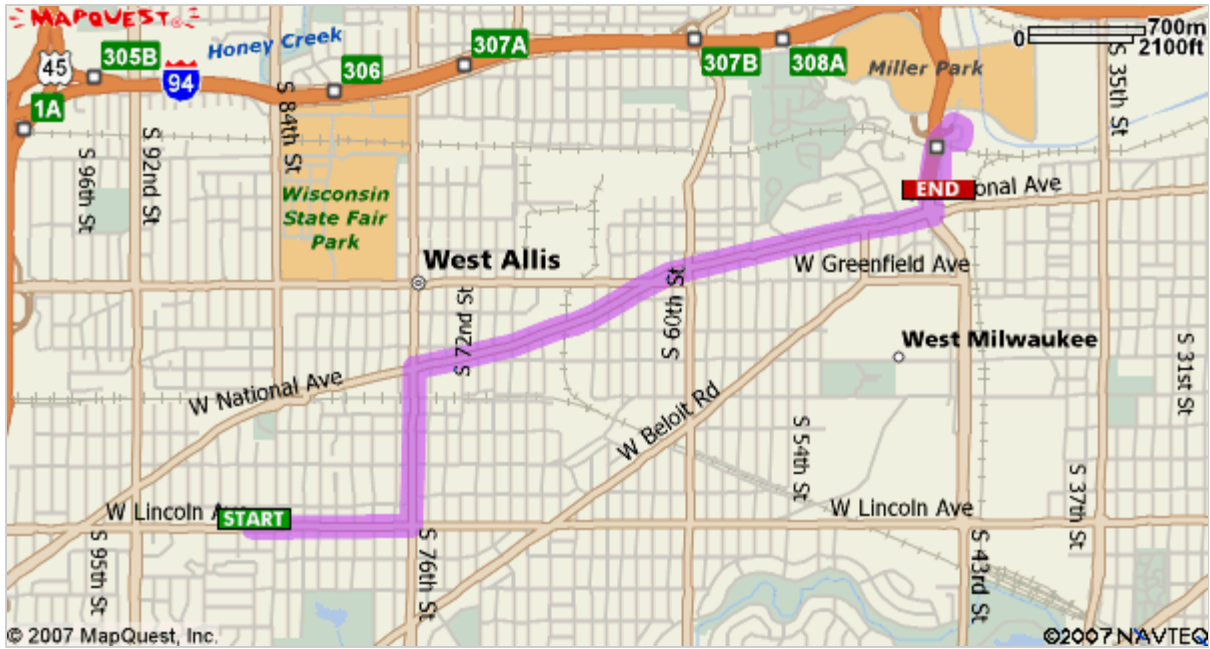 MAPQUEST®
45
305B
94
1A
Honey Creek
306
307A
307B
308A
Miller Park
0
700m
2100ft
S 35th St
S 84th St
S 92nd St
S 96th St
Wisconsin
State Fair
Park
END
onal Ave
West Allis
W Greenfield Ave
S 72nd St
S 60th St
West Milwaukee
S 31st St
W National Ave
W Beloit Rd
S 54th St
S 37th St
W Lincoln Av
START
W Lincoln Ave
S 95th St
S 76th St
S 43rd St
© 2007 MapQuest, Inc.
©2007 NAVTEQ